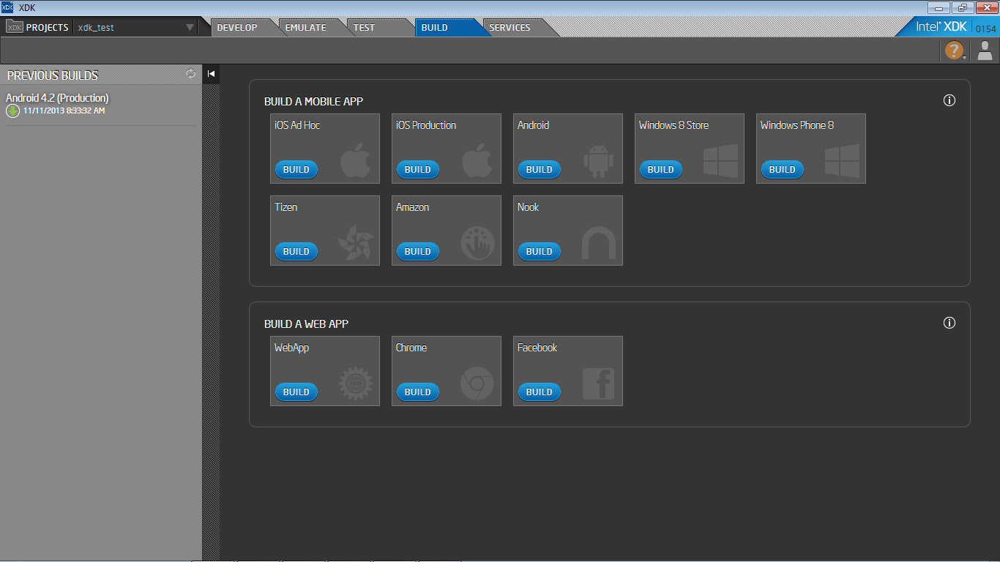 XDK XDK
XDK PROJECTS xdk_test DEVELOP EMULATE TEST BUILD SERVICES Intel® XDK 0154
?
PREVIOUS BUILDS
Android 4.2 (Production)
11/11/2013 8:33:32 AM
BUILD A MOBILE APP
iOS Ad Hoc iOS Production Android Windows 8 Store Windows Phone 8
BUILD BUILD BUILD BUILD BUILD
Tizen Amazon Nook
BUILD BUILD BUILD
BUILD A WEB APP
WebApp Chrome Facebook
BUILD BUILD BUILD